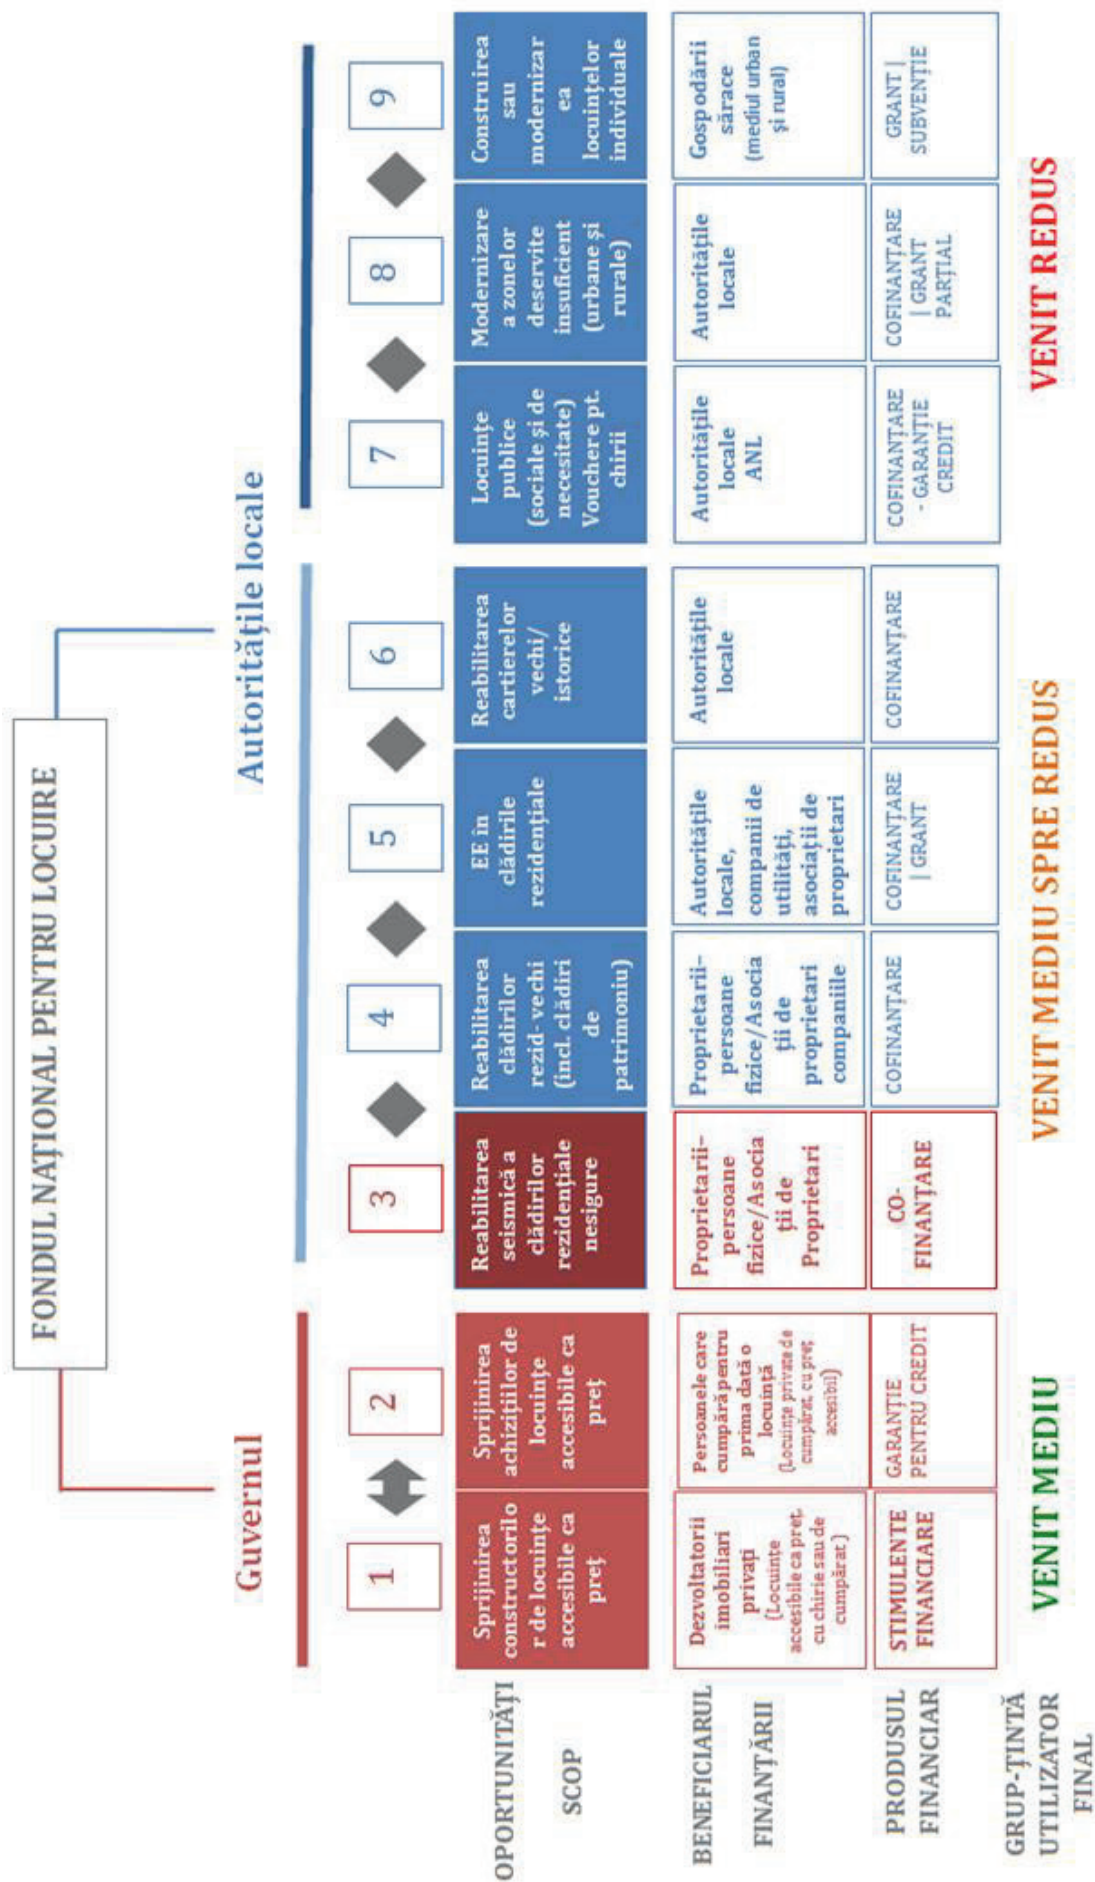 FONDUL NAȚIONAL PENTRU LOCUIRE
Guvernul
Autoritățile locale
1
2
3
4
5
6
7
8
9
OPORTUNITĂȚI
SCOP
Sprijinirea
constructorilo
r de locuințe
accesibile ca
preț
Sprijinirea
achizițiilor de
locuințe
accesibile ca
preț
Reabilitarea
seismică a
clădirilor
rezidențiale
nesigure
Reabilitarea
clădirilor
rezid- vechi
(incl. clădiri
de
patrimoniu)
EE în
clădirile
rezidențiale
Reabilitarea
cartierelor
vechi/
istorice
Locuințe
publice
(sociale și de
necesitate)
Vouchere pt.
chirii
Modernizare
a zonelor
deservite
insuficient
(urbane și
rurale)
Construirea
sau
modernizar
ea
locuințelor
individuale
BENEFICIARUL
FINANȚĂRII
Dezvoltatorii
imobiliari
privați
(Locuințe
accesibile ca preț,
cu chirie sau de
cumpărat )
Persoanele care
cumpără pentru
prima dată o
locuință
(Locuințe private de
cumpărat, cu preț
accesibil)
Proprietarii–
persoane
fizice/Asocia
ții de
Proprietari
Proprietarii–
persoane
fizice/Asocia
ții de
proprietari
companiile
Autoritățile
locale,
companii de
utilități,
asociații de
proprietari
Autoritățile
locale
Autoritățile
locale
ANL
Autoritățile
locale
Gospodării
sărace
(mediul urban
și rural)
PRODUSUL
FINANCIAR
STIMULENTE
FINANCIARE
GARANȚIE
PENTRU CREDIT
CO-
FINANȚARE
COFINANȚARE
COFINANȚARE
| GRANT
COFINANȚARE
COFINANȚARE
- GARANȚIE
CREDIT
COFINANȚARE
| GRANT
PARȚIAL
GRANT |
SUBVENȚIE
GRUP-ȚINTĂ
UTILIZATOR
FINAL
VENIT MEDIU
VENIT MEDIU SPRE REDUS
VENIT REDUS